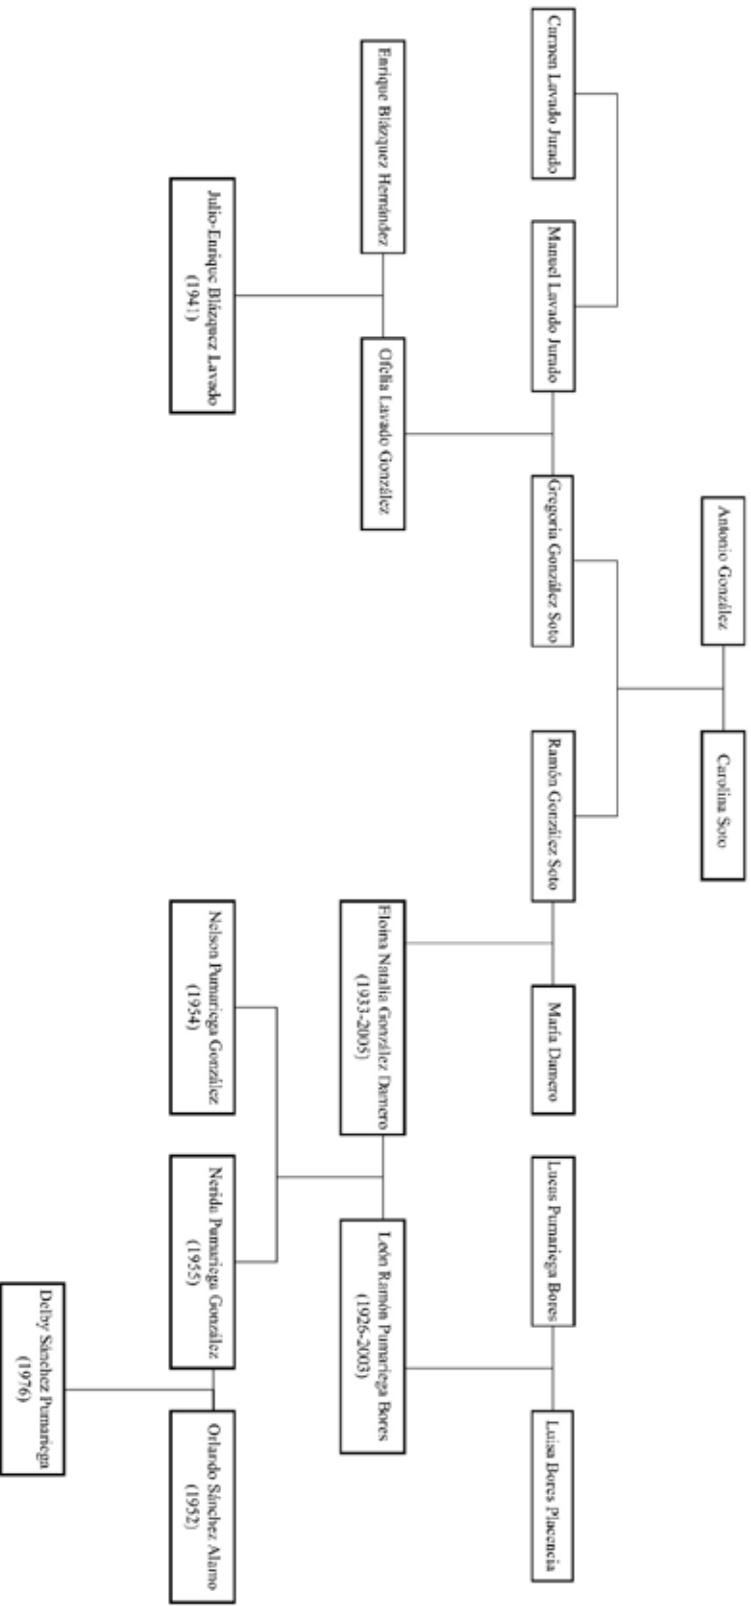 Antonio González
Carolina Soto
Carmen Lavado Jurado
Manuel Lavado Jurado
Gregoria González Soto
Ramón González Soto
María Damero
Lucas Pumariega Bores
Luisa Bores Placencia
Enrique Blázquez Hernández
Ofelia Lavado González
Eloina Natalia González Damero
(1933-2005)
León Ramón Pumariega Bores
(1926-2003)
Julio-Enrique Blázquez Lavado
(1941)
Nelson Pumariega González
(1954)
Nerida Pumariega González
(1955)
Orlando Sánchez Alamo
(1952)
Delby Sánchez Pumariega
(1976)